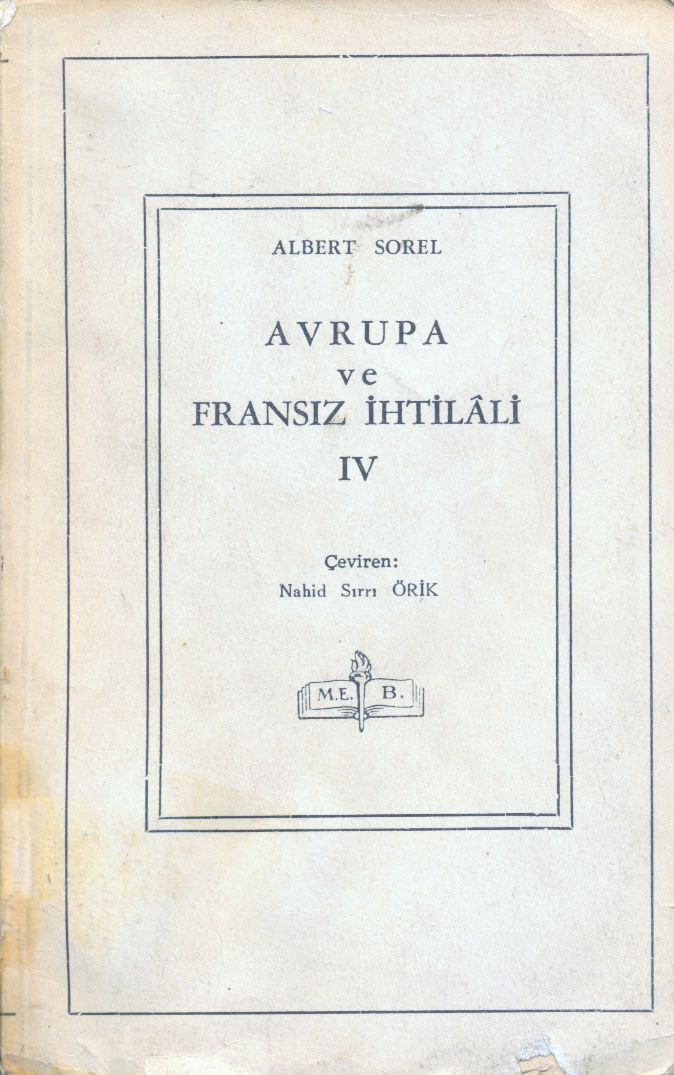 ALBERT SOREL
AVRUPA
ve
FRANSIZ İHTİLÂLİ
IV
Çeviren:
Nahid Sırrı ÖRİK
M.E. B.